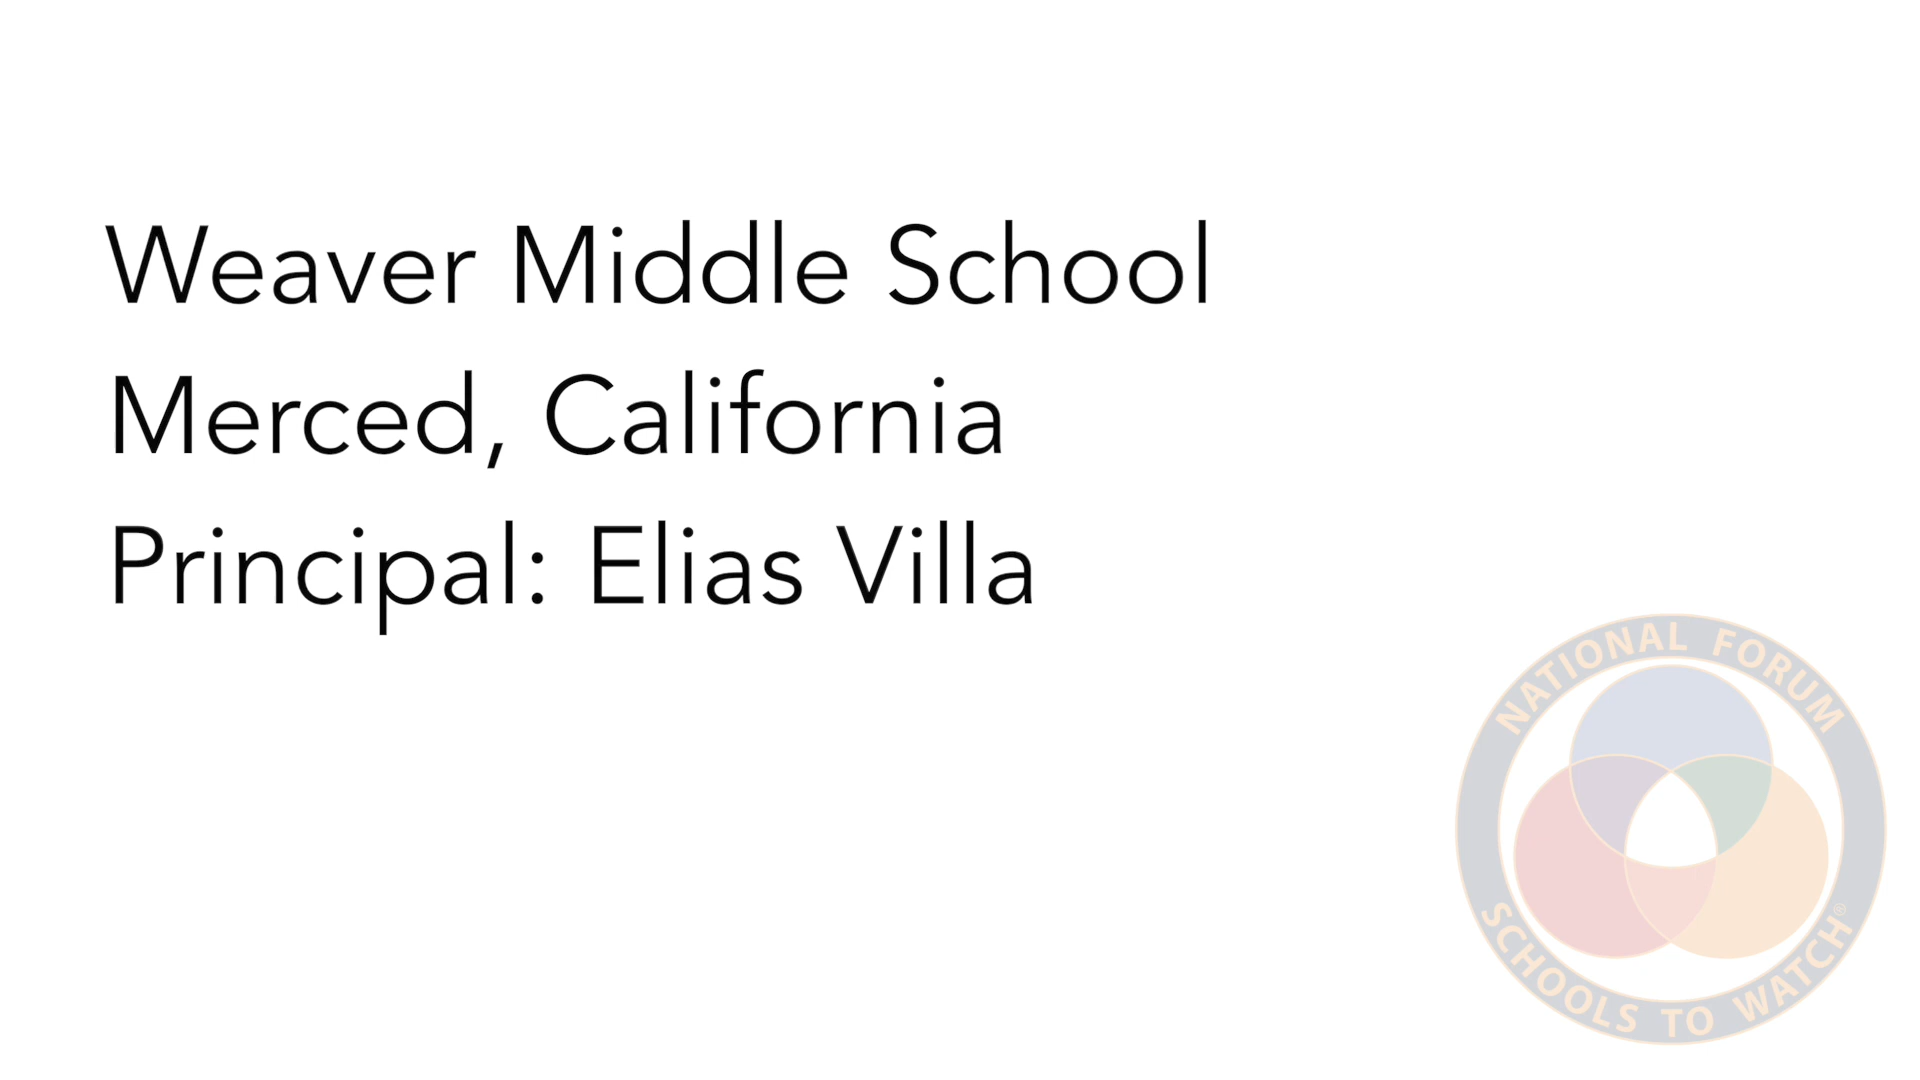 Weaver Middle School
Merced, California
Principal: Elias Villa
NATIONAL FORUM
SCHOOLS TO WATCH®